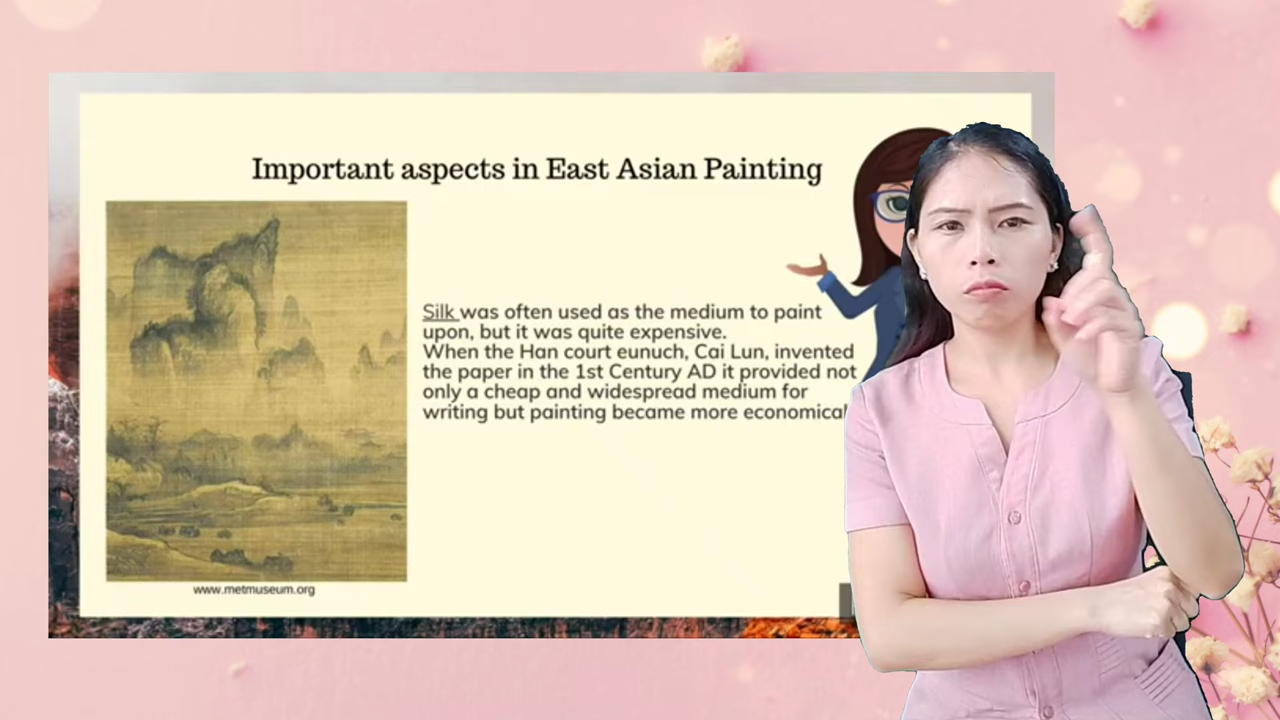 Important aspects in East Asian Painting
Silk was often used as the medium to paint
upon, but it was quite expensive.
When the Han court eunuch, Cai Lun, invented
the paper in the 1st Century AD it provided not
only a cheap and widespread medium for
writing but painting became more economical
www.metmuseum.org